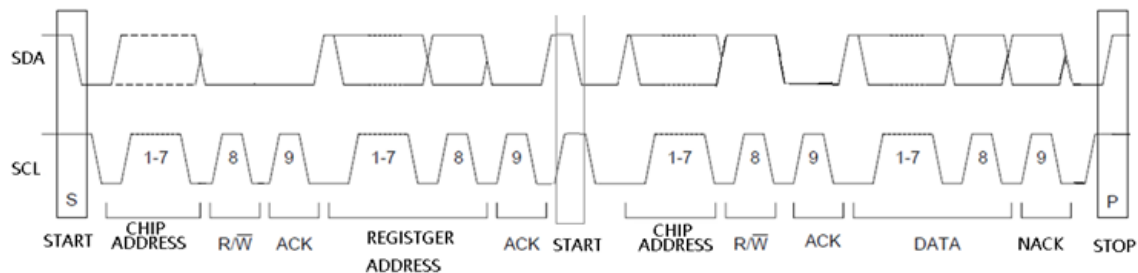 SDA
SCL
1-7 8 9 1-7 8 9 1-7 8 9 1-7 8 9
S P
START CHIP ADDRESS R/W ACK REGISTGER ADDRESS ACK START CHIP ADDRESS R/W ACK DATA NACK STOP